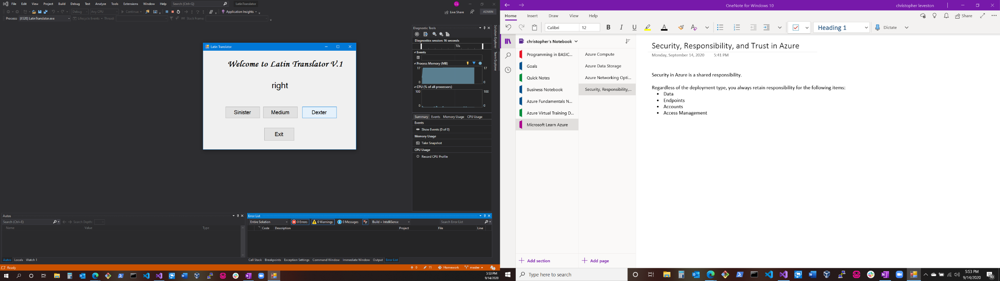 File Edit View Project Build Debug Test Analyze Tools Extensions Window Help Search (Ctrl+Q) LatinTranslator CL
Debug Any CPU Continue Application Insights Live Share ADMIN
Process: [6520] LatinTranslator.exe Lifecycle Events Thread: Stack Frame:
Latin Translator
Welcome to Latin Translator V.1
right
Sinister Medium Dexter
Exit
Diagnostic Tools
Diagnostics session: 16 seconds
10s
Events
Process Memory (MB)
17 17
0 0
CPU (% of all processors)
100 100
0 0
Summary Events Memory Usage CPU Usage
Events
Show Events (0 of 0)
Memory Usage
Take Snapshot
CPU Usage
Record CPU Profile
Solution Explorer
Team Explorer
Autos
Search (Ctrl+E) Search Depth:
Name Value Type
Autos Locals Watch 1
Error List
Entire Solution 0 Errors 0 Warnings 0 Messages Build + IntelliSense Search Error List
Code Description Project File Line
Call Stack Breakpoints Exception Settings Command Window Immediate Window Output Error List
Ready 0 71 Homework master 3
5:53 PM
9/14/2020
OneNote for Windows 10 christopher leveston
Home Insert Draw View Help Share
Calibri 12 B I U A Heading 1 Dictate
christopher's Notebook
Programming in BASIC...
Goals
Quick Notes
Business Notebook
Azure Fundamentals N...
Azure Virtual Training D...
Microsoft Learn Azure
Azure Compute
Azure Data Storage
Azure Networking Opti...
Security, Responsibility,...
Add section Add page
Security, Responsibility, and Trust in Azure
Monday, September 14, 2020 5:41 PM
Security in Azure is a shared responsibility.
Regardless of the deployment type, you always retain responsibility for the following items:
• Data
• Endpoints
• Accounts
• Access Management
Type here to search
5:53 PM
9/14/2020
10